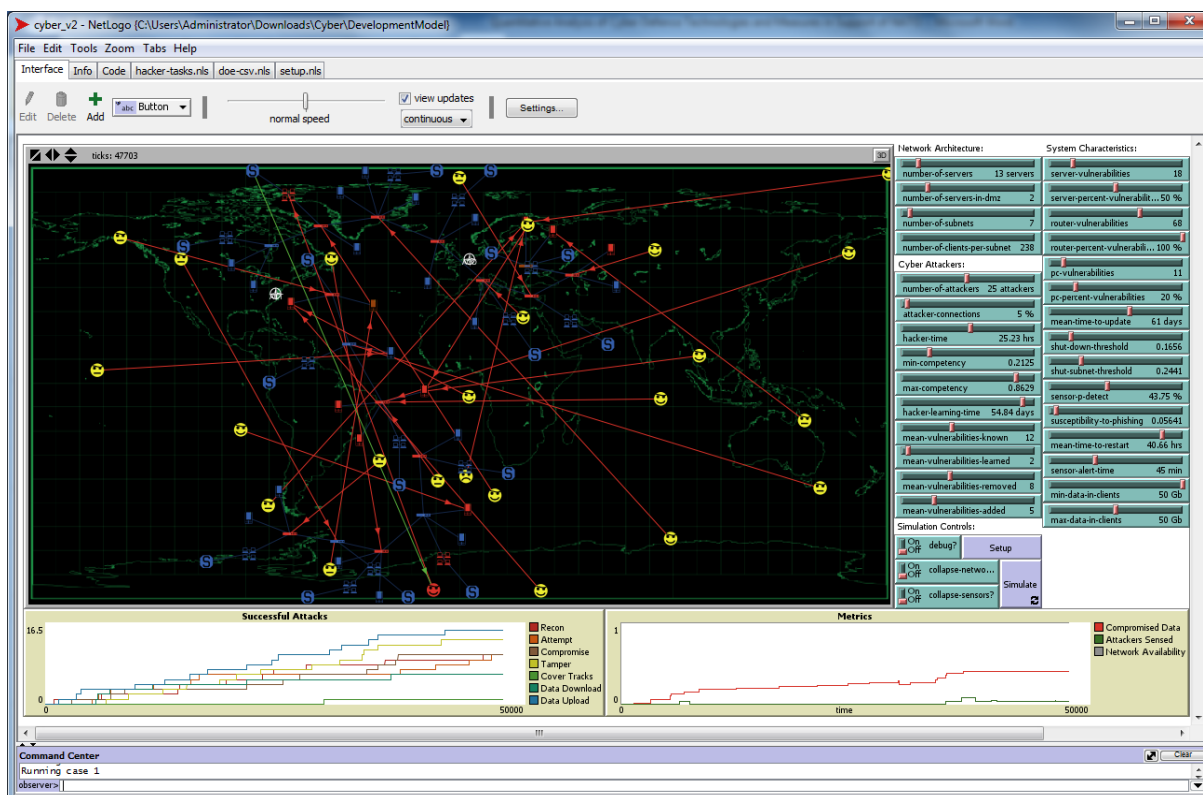 cyber_v2 - NetLogo {C:\Users\Administrator\Downloads\Cyber\DevelopmentModel}
File Edit Tools Zoom Tabs Help
Interface Info Code hacker-tasks.nls doe-csv.nls setup.nls
Edit Delete Add abc Button normal speed view updates continuous Settings...
ticks: 47703 3D
Network Architecture:
number-of-servers 13 servers
number-of-servers-in-dmz 2
number-of-subnets 7
number-of-clients-per-subnet 238
Cyber Attackers:
number-of-attackers 25 attackers
attacker-connections 5 %
hacker-time 25.23 hrs
min-competency 0.2125
max-competency 0.8629
hacker-learning-time 54.84 days
mean-vulnerabilities-known 12
mean-vulnerabilities-learned 2
mean-vulnerabilities-removed 8
mean-vulnerabilities-added 5
Simulation Controls:
On Off debug? Setup
On Off collapse-netwo...
On Off collapse-sensors?
Simulate
System Characteristics:
server-vulnerabilities 18
server-percent-vulnerabilit... 50 %
router-vulnerabilities 68
router-percent-vulnerabili... 100 %
pc-vulnerabilities 11
pc-percent-vulnerabilities 20 %
mean-time-to-update 61 days
shut-down-threshold 0.1656
shut-subnet-threshold 0.2441
sensor-p-detect 43.75 %
susceptibility-to-phishing 0.05641
mean-time-to-restart 40.66 hrs
sensor-alert-time 45 min
min-data-in-clients 50 Gb
max-data-in-clients 50 Gb
Successful Attacks
16.5
0
0 50000
Recon
Attempt
Compromise
Tamper
Cover Tracks
Data Download
Data Upload
Metrics
1
0
0 time 50000
Compromised Data
Attackers Sensed
Network Availability
Command Center Clear
Running case 1
observer>